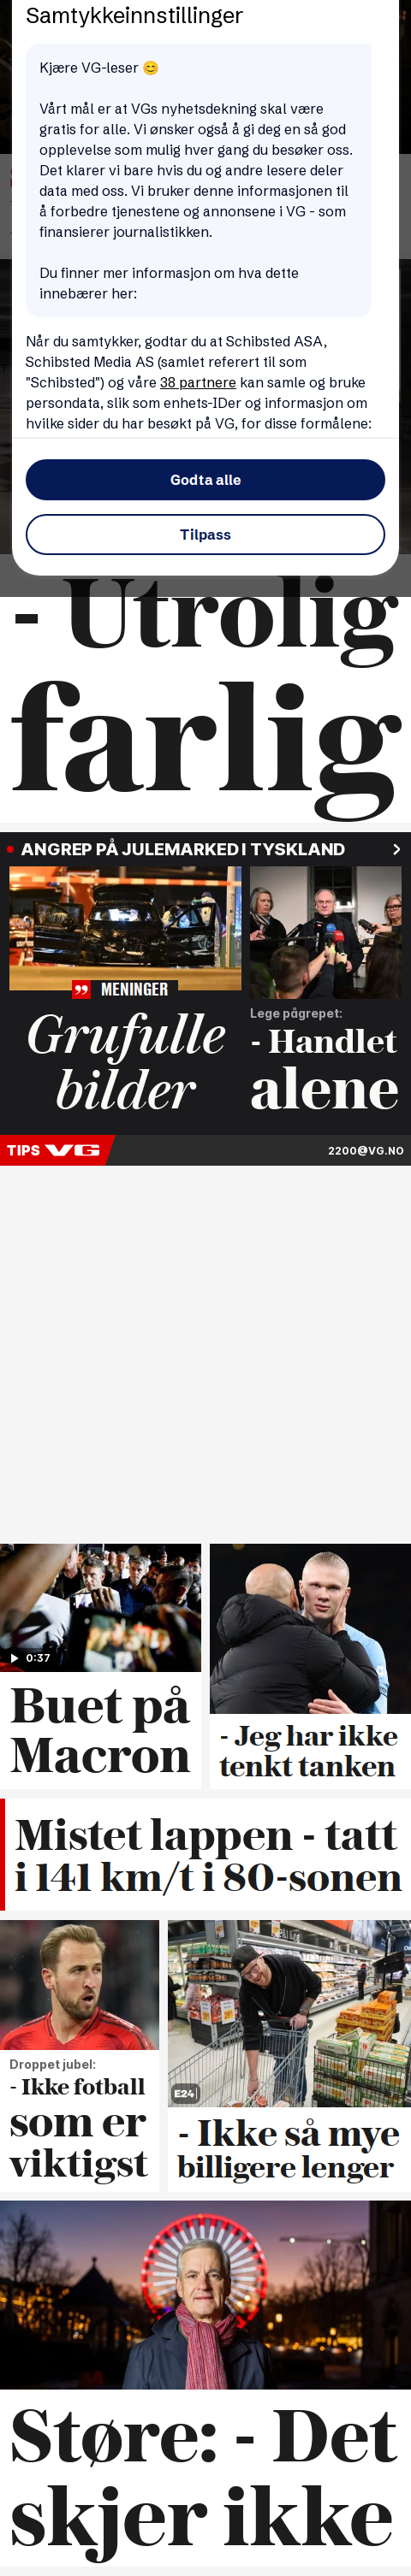 Samtykkeinnstillinger
Kjære VG-leser 😊
Vårt mål er at VGs nyhetsdekning skal være
gratis for alle. Vi ønsker også å gi deg en så god
opplevelse som mulig hver gang du besøker oss.
Det klarer vi bare hvis du og andre lesere deler
data med oss. Vi bruker denne informasjonen til
å forbedre tjenestene og annonsene i VG - som
finansierer journalistikken.
Du finner mer informasjon om hva dette
innebærer her:
Når du samtykker, godtar du at Schibsted ASA,
Schibsted Media AS (samlet referert til som
"Schibsted") og våre 38 partnere kan samle og bruke
persondata, slik som enhets-IDer og informasjon om
hvilke sider du har besøkt på VG, for disse formålene:
Godta alle
Tilpass
- Utrolig
farlig
ANGREP PÅ JULEMARKED I TYSKLAND
MENINGER
Grufulle
bilder
Lege pågrepet:
- Handlet
alene
TIPS VG
2200@VG.NO
0:37
Buet på
Macron
- Jeg har ikke
tenkt tanken
Mistet lappen - tatt
i 141 km/t i 80-sonen
Droppet jubel:
- Ikke fotball
som er
viktigst
E24
- Ikke så mye
billigere lenger
Støre: - Det
skjer ikke